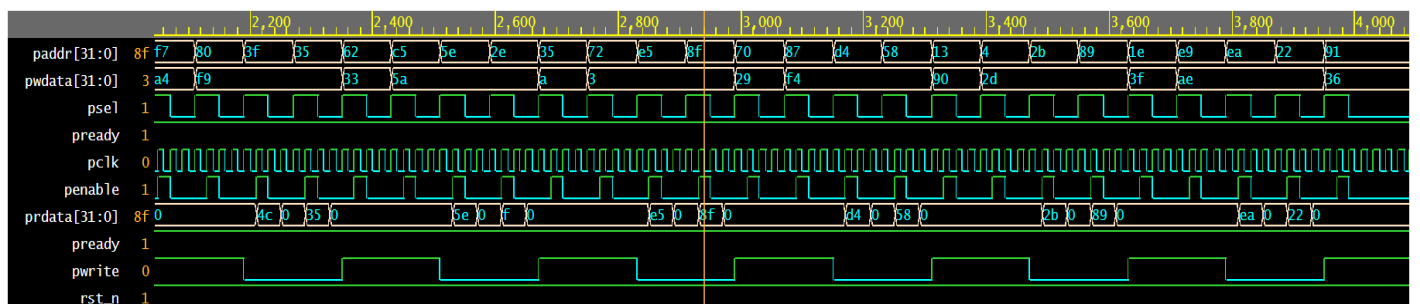 2,200 2,400 2,600 2,800 3,000 3,200 3,400 3,600 3,800 4,000
paddr[31:0] 8f f7 80 3f 35 62 c5 5e 2e 35 72 e5 8f 70 87 d4 58 13 4 2b 89 1e e9 ea 22 91
pwdata[31:0] 3 a4 f9 33 5a a 3 29 f4 90 2d 3f ae 36
psel 1
pready 1
pclk 0
penable 1
prdata[31:0] 8f 0 4c 0 35 0 5e 0 f 0 e5 0 8f 0 d4 0 58 0 2b 0 89 0 ea 0 22 0
pready 1
pwrite 0
rst_n 1